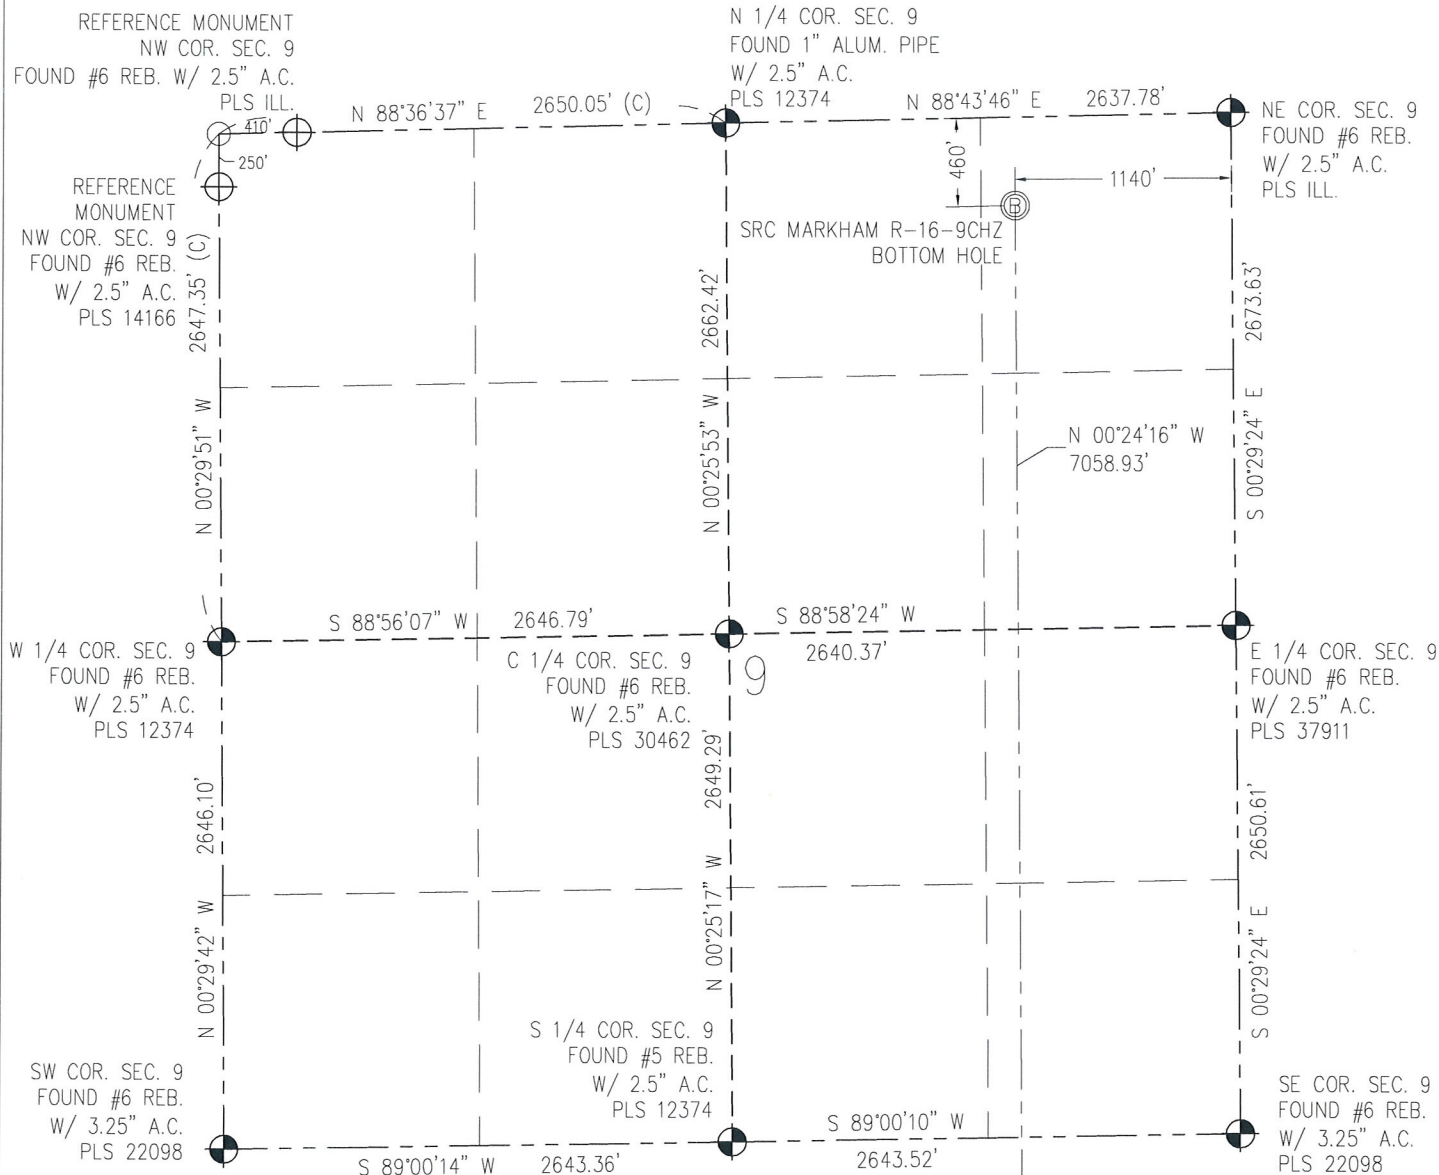 REFERENCE MONUMENT
NW COR. SEC. 9
FOUND #6 REB. W/ 2.5" A.C.
PLS ILL.
N 1/4 COR. SEC. 9
FOUND 1" ALUM. PIPE
W/ 2.5" A.C.
PLS 12374
N 88°36'37" E
2650.05' (C)
N 88°43'46" E
2637.78'
NE COR. SEC. 9
FOUND #6 REB.
W/ 2.5" A.C.
PLS ILL.
410'
250'
460'
1140'
REFERENCE
MONUMENT
NW COR. SEC. 9
FOUND #6 REB.
W/ 2.5" A.C.
PLS 14166
B
SRC MARKHAM R-16-9CHZ
BOTTOM HOLE
2647.35' (C)
N 00°29'51" W
2662.42'
N 00°25'53" W
2673.63'
S 00°29'24" E
N 00°24'16" W
7058.93'
S 88°56'07" W
2646.79'
S 88°58'24" W
2640.37'
W 1/4 COR. SEC. 9
FOUND #6 REB.
W/ 2.5" A.C.
PLS 12374
C 1/4 COR. SEC. 9
FOUND #6 REB.
W/ 2.5" A.C.
PLS 30462
9
E 1/4 COR. SEC. 9
FOUND #6 REB.
W/ 2.5" A.C.
PLS 37911
2646.10'
N 00°29'42" W
2649.29'
N 00°25'17" W
2650.61'
S 00°29'24" E
SW COR. SEC. 9
FOUND #6 REB.
W/ 3.25" A.C.
PLS 22098
S 1/4 COR. SEC. 9
FOUND #5 REB.
W/ 2.5" A.C.
PLS 12374
SE COR. SEC. 9
FOUND #6 REB.
W/ 3.25" A.C.
PLS 22098
S 89°00'14" W
2643.36'
S 89°00'10" W
2643.52'